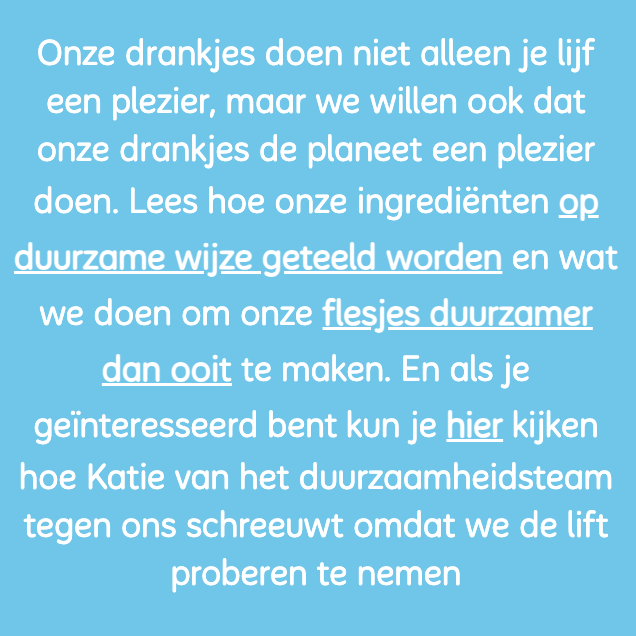 Onze drankjes doen niet alleen je lijf
een plezier, maar we willen ook dat
onze drankjes de planeet een plezier
doen. Lees hoe onze ingrediënten op
duurzame wijze geteeld worden en wat
we doen om onze flesjes duurzamer
dan ooit te maken. En als je
geïnteresseerd bent kun je hier kijken
hoe Katie van het duurzaamheidsteam
tegen ons schreeuwt omdat we de lift
proberen te nemen